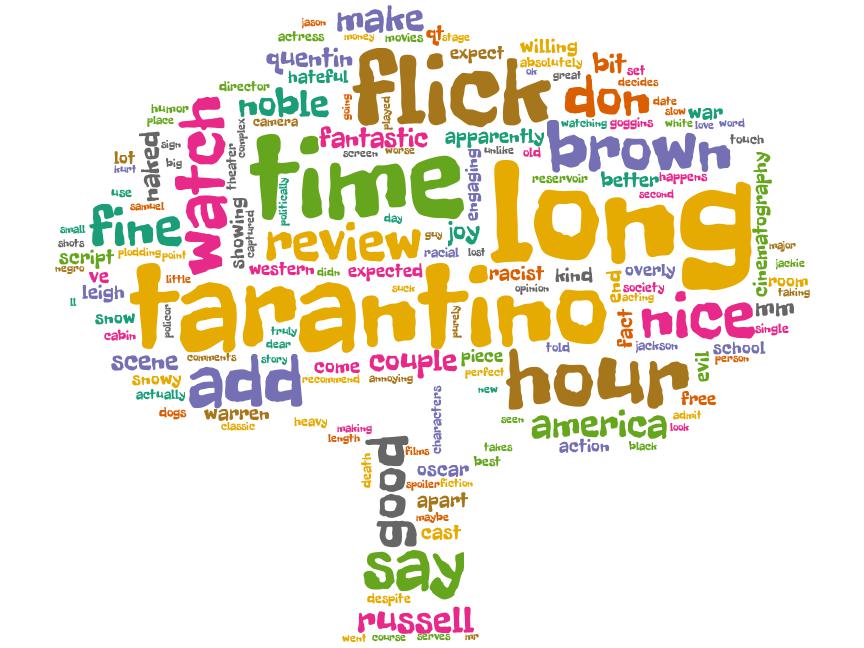 jason
make
qt
actress
money
movies
stage
quentin
expect
willing
hateful
flick
absolutely
bit
ok
great
set
director
noble
going
played
don
decides
date
humor
place
camera
slow
war
watch
complex
fantastic
apparently
watching
goggins
white
love
word
naked
sign
theater
screen
worse
unlike
old
brown
touch
lot
kurt
big
time
engaging
reservoir
better
happens
use
samuel
politically
long
second
cinematography
small
fine
showing
captured
day
shots
review
guy
joy
script
plodding
point
racial
lost
major
negro
ve
little
western
didn
expected
racist
kind
end
overly
jackie
room
taking
ll
leigh
tarantino
suck
opinion
society
acting
mm
snow
policor
purely
fact
nice
single
cabin
truly
dear
told
jackson
school
scene
comments
story
come
couple
piece
person
snowy
add
recommend
annoying
perfect
hour
evil
actually
new
free
dogs
warren
classic
characters
seen
america
admit
look
heavy
making
length
good
films
takes
action
black
death
oscar
best
spoiler
fiction
apart
maybe
cast
say
despite
russell
went
course
serves
mr